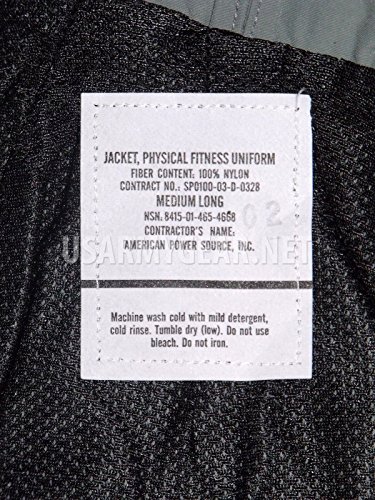 JACKET, PHYSICAL FITNESS UNIFORM
FIBER CONTENT: 100% NYLON
CONTRACT NO.: SP0100-03-D-0328
MEDIUM LONG
NSN: 8415-01-465-4668
02
CONTRACTOR'S NAME:
USARMYGEAR.NET
AMERICAN POWER SOURCE, INC.
Machine wash cold with mild detergent,
cold rinse. Tumble dry (low). Do not use
bleach. Do not iron.